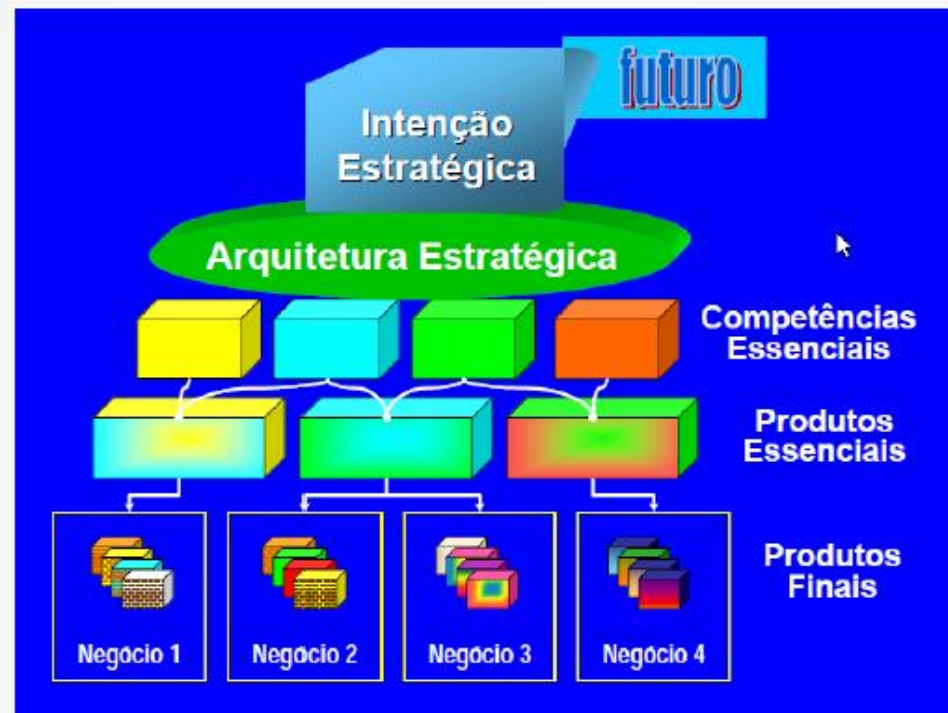 futuro
Intenção
Estratégica
Arquitetura Estratégica
Competências
Essenciais
Produtos
Essenciais
Produtos
Finais
Negócio 1
Negócio 2
Negócio 3
Negócio 4